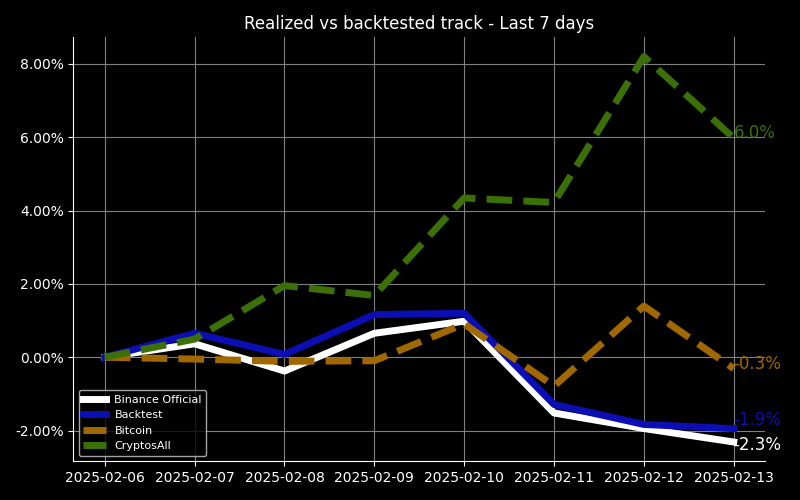 Realized vs backtested track - Last 7 days
8.00%
6.00%
4.00%
2.00%
0.00%
-2.00%
6.0%
-0.3%
-1.9%
-2.3%
Binance Official
Backtest
Bitcoin
CryptosAll
2025-02-06 2025-02-07 2025-02-08 2025-02-09 2025-02-10 2025-02-11 2025-02-12 2025-02-13